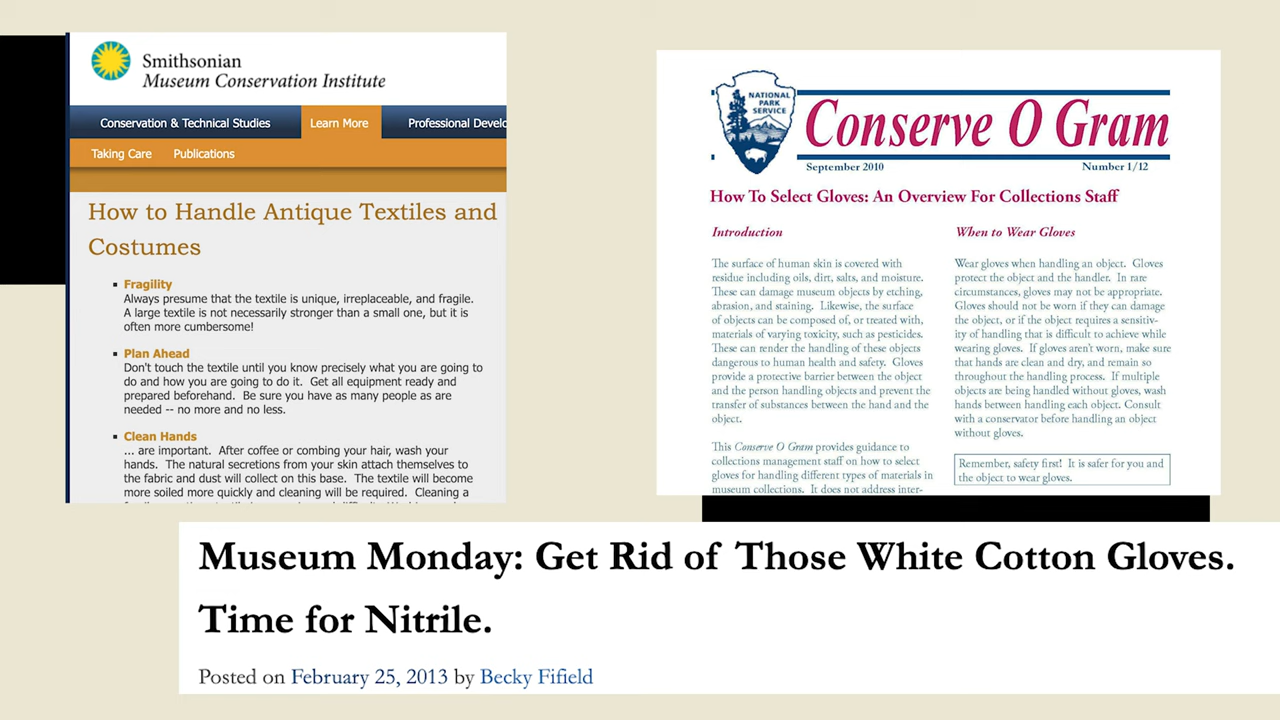 Smithsonian
Museum Conservation Institute
Conservation & Technical Studies Learn More Professional Develo
Taking Care Publications
How to Handle Antique Textiles and
Costumes
Fragility
Always presume that the textile is unique, irreplaceable, and fragile.
A large textile is not necessarily stronger than a small one, but it is
often more cumbersome!
Plan Ahead
Don't touch the textile until you know precisely what you are going to
do and how you are going to do it. Get all equipment ready and
prepared beforehand. Be sure you have as many people as are
needed -- no more and no less.
Clean Hands
... are important. After coffee or combing your hair, wash your
hands. The natural secretions from your skin attach themselves to
the fabric and dust will collect on this base. The textile will become
more soiled more quickly and cleaning will be required. Cleaning a
NATIONAL
PARK
SERVICE
Conserve O Gram
September 2010 Number 1/12
How To Select Gloves: An Overview For Collections Staff
Introduction
The surface of human skin is covered with
residue including oils, dirt, salts, and moisture.
These can damage museum objects by etching,
abrasion, and staining. Likewise, the surface
of objects can be composed of, or treated with,
materials of varying toxicity, such as pesticides.
These can render the handling of these objects
dangerous to human health and safety. Gloves
provide a protective barrier between the object
and the person handling objects and prevent the
transfer of substances between the hand and the
object.
This Conserve O Gram provides guidance to
collections management staff on how to select
gloves for handling different types of materials in
museum collections. It does not address inter-
When to Wear Gloves
Wear gloves when handling an object. Gloves
protect the object and the handler. In rare
circumstances, gloves may not be appropriate.
Gloves should not be worn if they can damage
the object, or if the object requires a sensitiv-
ity of handling that is difficult to achieve while
wearing gloves. If gloves aren't worn, make sure
that hands are clean and dry, and remain so
throughout the handling process. If multiple
objects are being handled without gloves, wash
hands between handling each object. Consult
with a conservator before handling an object
without gloves.
Remember, safety first! It is safer for you and
the object to wear gloves.
Museum Monday: Get Rid of Those White Cotton Gloves.
Time for Nitrile.
Posted on February 25, 2013 by Becky Fifield